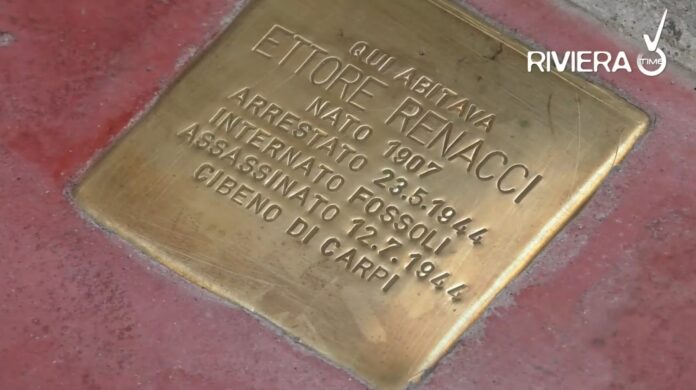 QUI ABITAVA
ETTORE RENACCI
NATO 1907
ARRESTATO 23.5.1944
INTERNATO FOSSOLI
ASSASSINATO 12.7.1944
CIBENO DI CARPI
RIVIERA
TIME